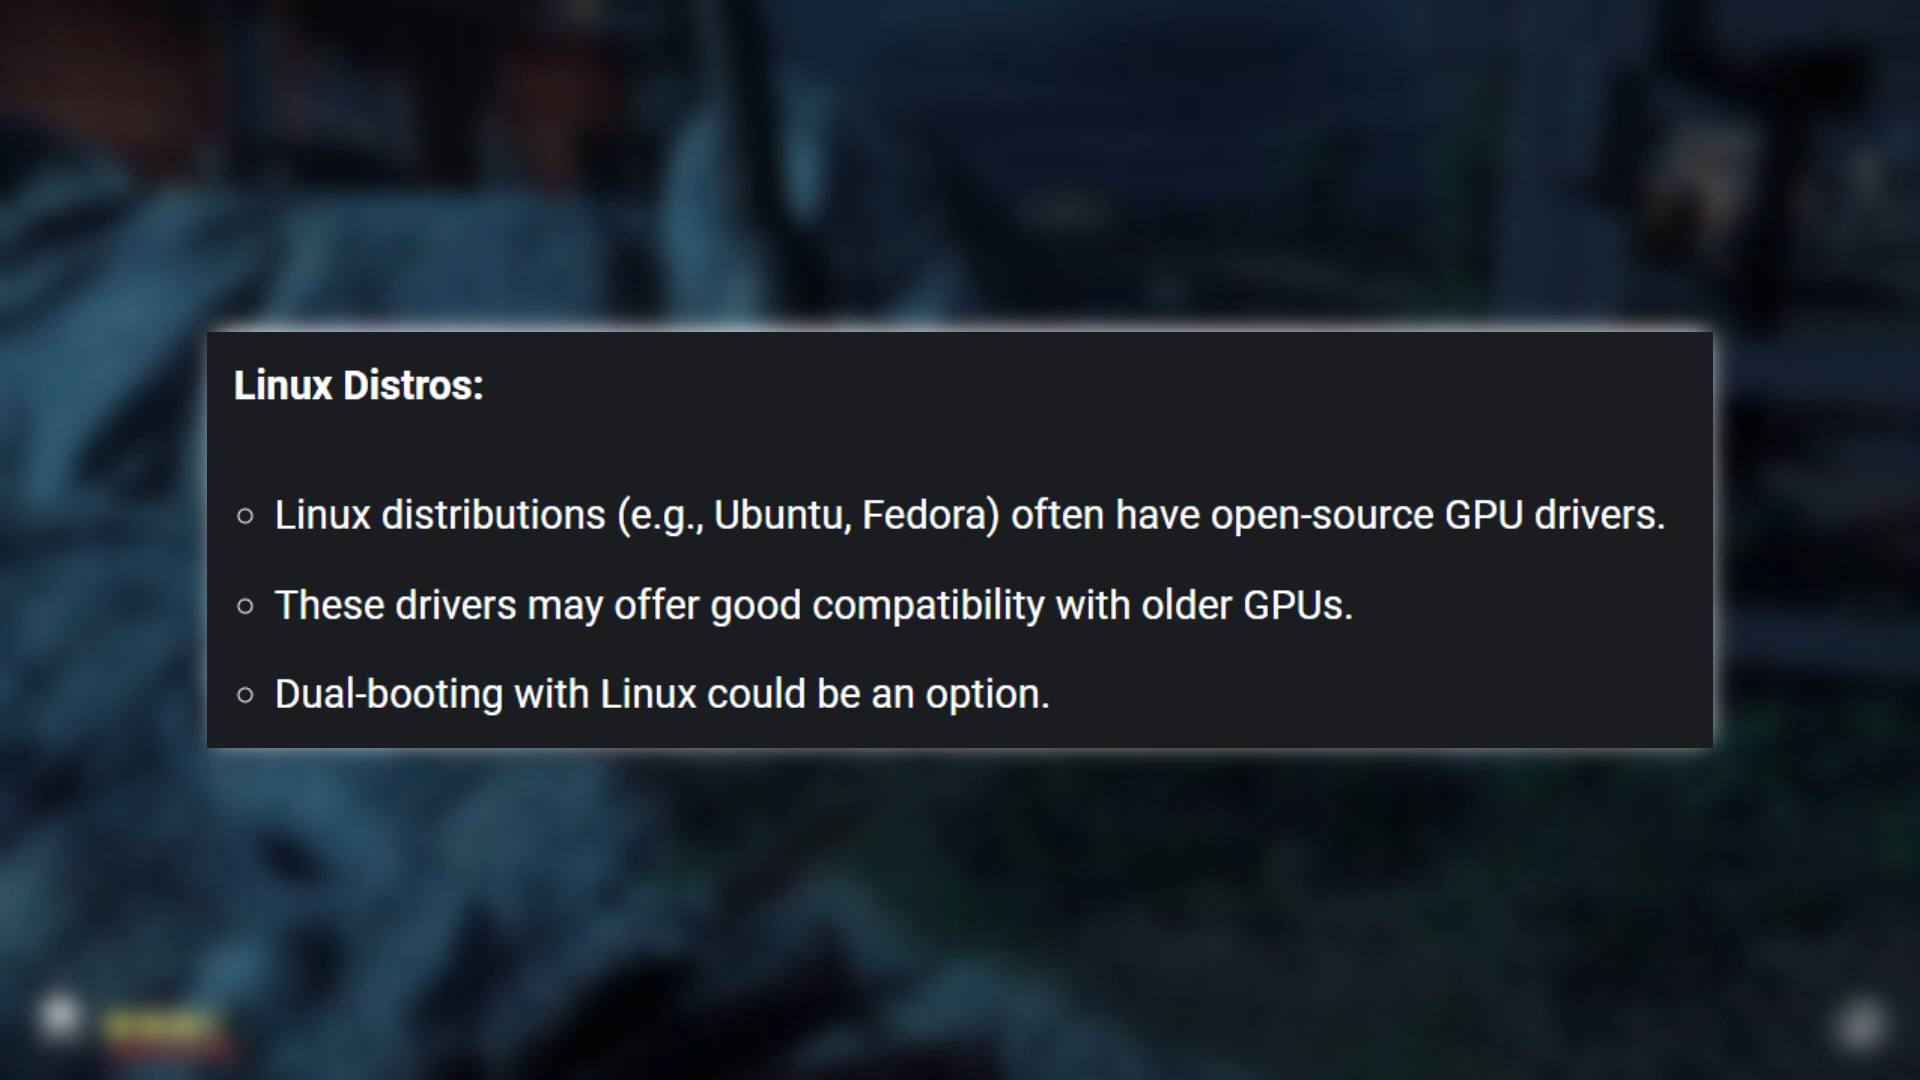 Linux Distros:
Linux distributions (e.g., Ubuntu, Fedora) often have open-source GPU drivers.
These drivers may offer good compatibility with older GPUs.
Dual-booting with Linux could be an option.